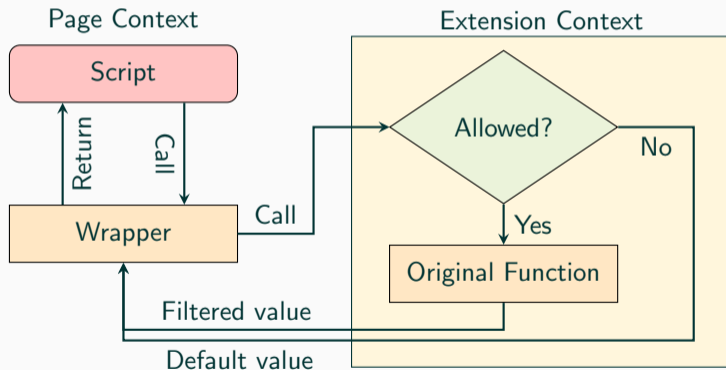 Page Context
Extension Context
Script
Allowed?
Return
Call
No
Call
Wrapper
Yes
Original Function
Filtered value
Default value